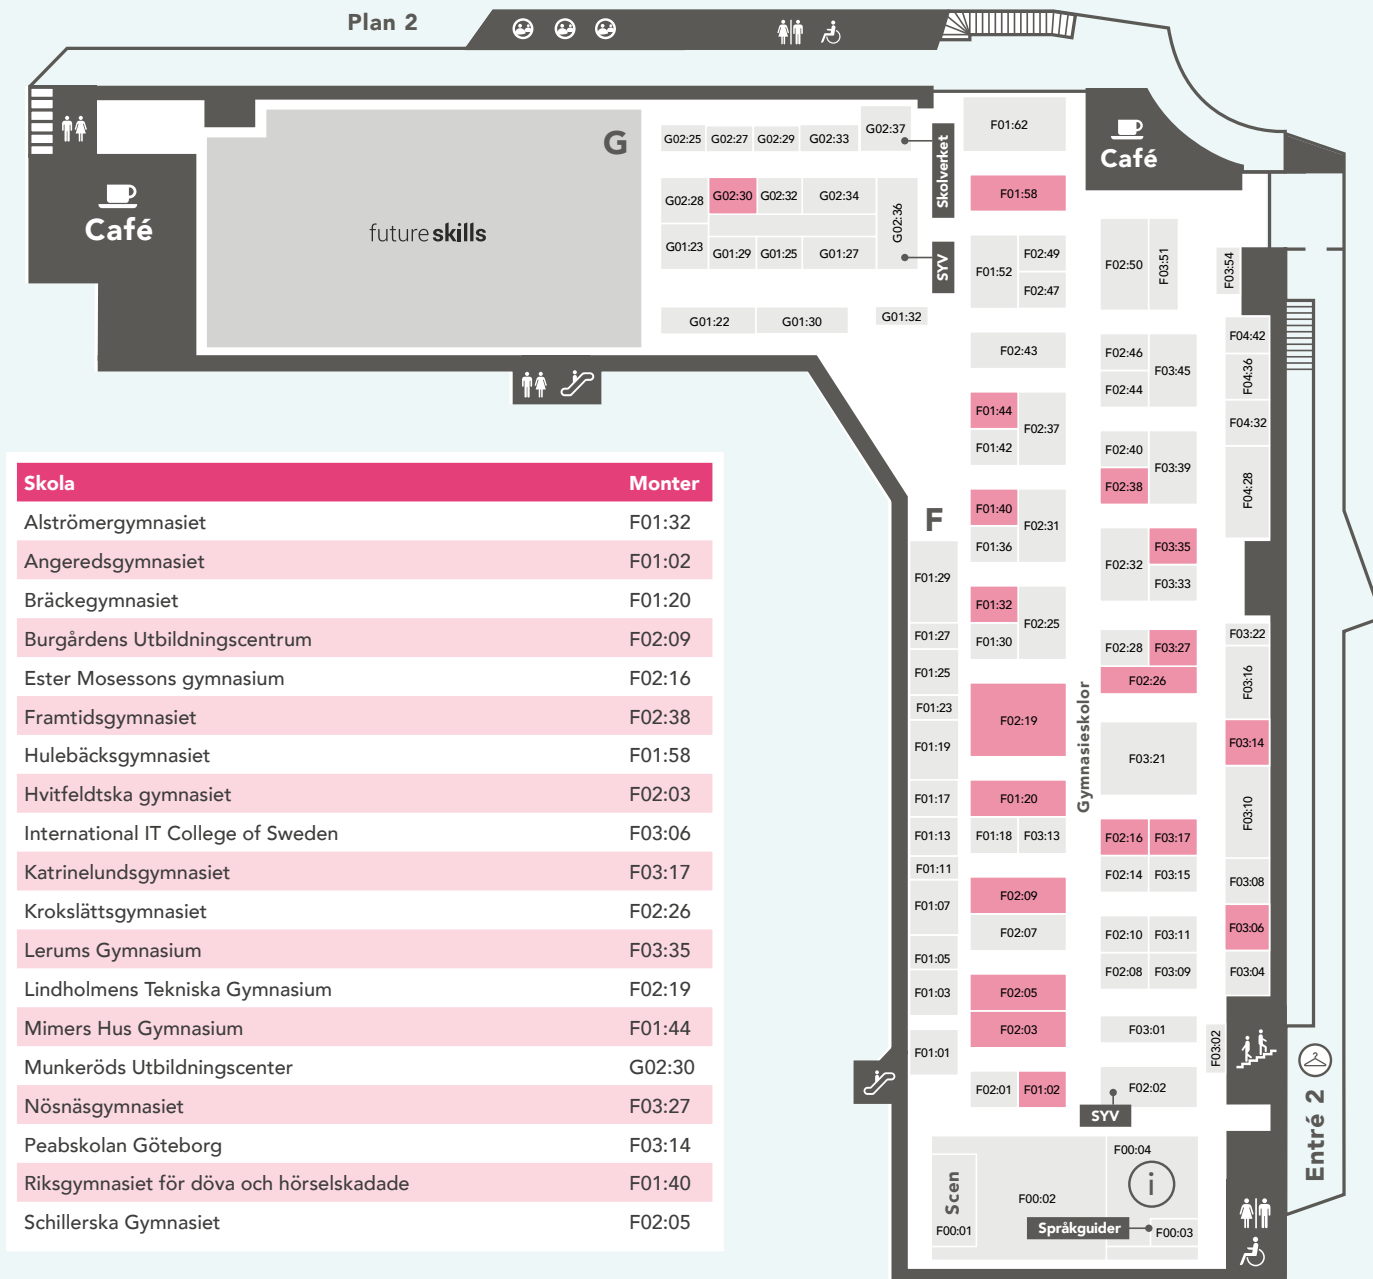 Plan 2
Café
G
futureskills
G02:25 G02:27 G02:29 G02:33 G02:37
Skolverket
G02:28 G02:30 G02:32 G02:34 G02:36
G01:23 G01:29 G01:25 G01:27
SYV
G01:22 G01:30 G01:32
F01:62
Café
F01:58
F01:52 F02:49
F02:47
F02:50 F03:51 F03:54
F02:43
F02:46 F03:45
F02:44
F04:42
F04:36
F04:32
F04:28
F01:44 F02:37
F01:42
F02:40 F03:39
F02:38
F
F01:40 F02:31
F01:36
F02:32 F03:35
F03:33
F01:29
F01:27
F01:25
F01:23
F01:19
F01:17
F01:13
F01:11
F01:07
F01:05
F01:03
F01:01
F01:32 F02:25
F01:30
F02:28 F03:27
F02:26
F03:22
F03:16
F03:14
F03:10
F03:08
F03:06
F03:04
F02:19
Gymnasieskolor
F03:21
F01:20
F01:18 F03:13
F02:16 F03:17
F02:14 F03:15
F02:09
F02:07
F02:10 F03:11
F02:08 F03:09
F02:05
F02:03
F03:01
F03:02
F02:01 F01:02
F02:02
SYV
Entré 2
Scen
F00:01
F00:02
F00:04
i
Språkguider
F00:03
Skola Monter
Alströmergymnasiet F01:32
Angeredsgymnasiet F01:02
Bräckegymnasiet F01:20
Burgårdens Utbildningscentrum F02:09
Ester Mosessons gymnasium F02:16
Framtidsgymnasiet F02:38
Hulebäcksgymnasiet F01:58
Hvitfeldtska gymnasiet F02:03
International IT College of Sweden F03:06
Katrinelundsgymnasiet F03:17
Krokslättsgymnasiet F02:26
Lerums Gymnasium F03:35
Lindholmens Tekniska Gymnasium F02:19
Mimers Hus Gymnasium F01:44
Munkeröds Utbildningscenter G02:30
Nösnäsgymnasiet F03:27
Peabskolan Göteborg F03:14
Riksgymnasiet för döva och hörselskadade F01:40
Schillerska Gymnasiet F02:05